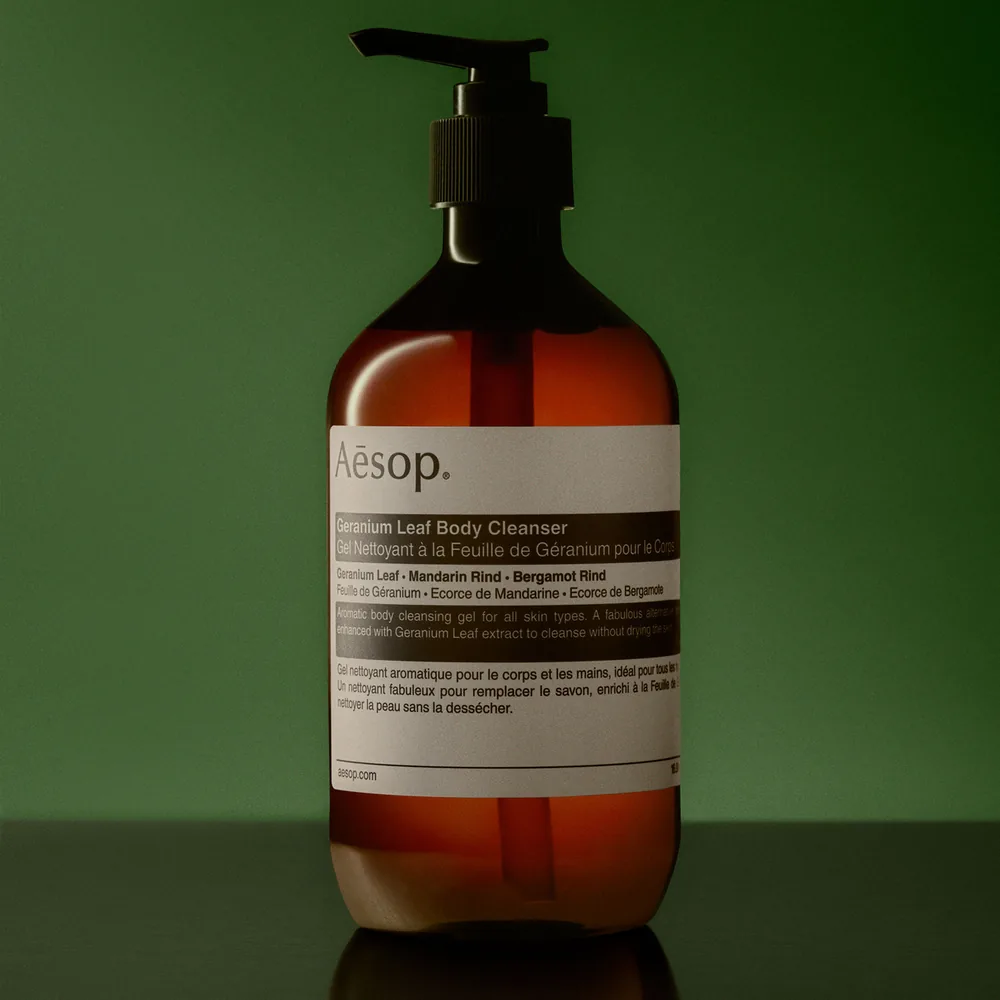 Aēsop®
Geranium Leaf Body Cleanser
Gel Nettoyant à la Feuille de Géranium pour le Corps
Geranium Leaf • Mandarin Rind • Bergamot Rind
Feuille de Géranium • Ecorce de Mandarine • Ecorce de Bergamote
Aromatic body cleansing gel for all skin types. A fabulous
enhanced with Geranium Leaf extract to cleanse without drying the
Gel nettoyant aromatique pour le corps et les mains, idéal pour tous les
Un nettoyant fabuleux pour remplacer le savon, enrichi à la Feuille de
nettoyer la peau sans la dessécher.
aesop.com